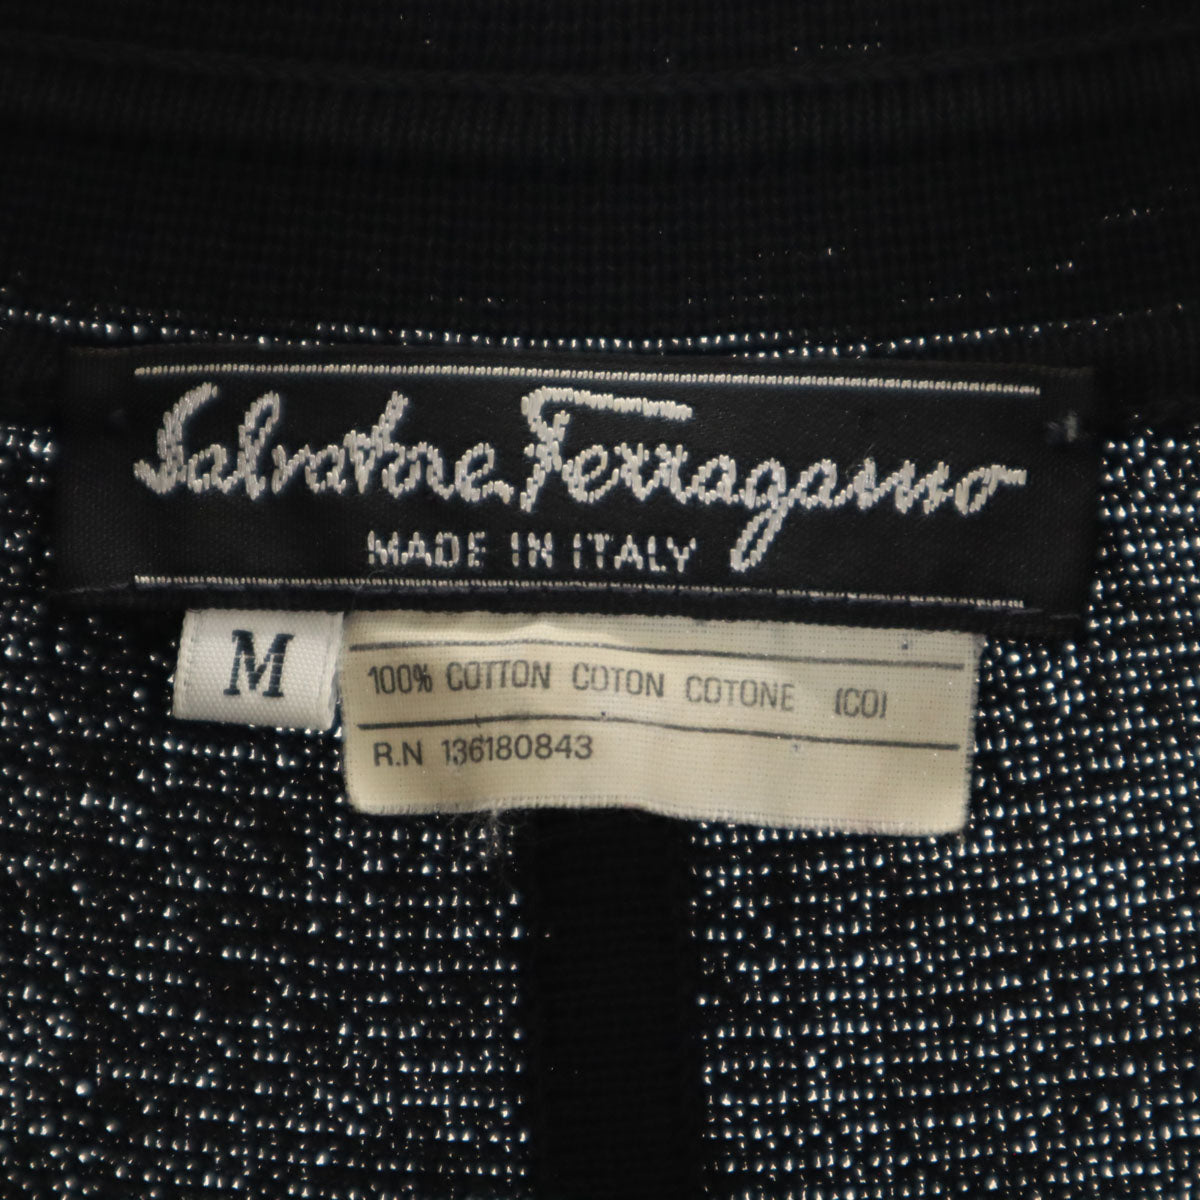 Salvatore Ferragamo
MADE IN ITALY
M
100% COTTON COTON COTONE (CO)
R.N 136180843